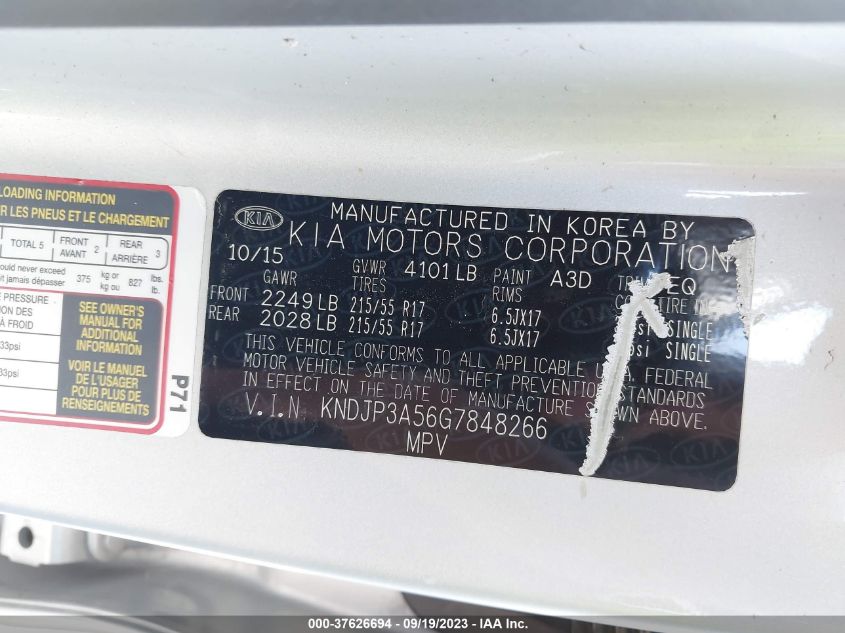 LOADING INFORMATION
R LES PNEUS ET LE CHARGEMENT
TOTAL 5 FRONT AVANT 2 REAR ARRIÈRE 3
should never exceed 375 kg or kg ou 827 lbs. lb.
jamais dépasser
PRESSURE
ION DES
À FROID
33psi
33psi
SEE OWNER'S
MANUAL FOR
ADDITIONAL
INFORMATION
VOIR LE MANUEL
DE L'USAGER
POUR PLUS DE
RENSEIGNEMENTS
P71
KIA
MANUFACTURED IN KOREA BY
KIA MOTORS CORPORATION
10/15 GVWR 4101 LB PAINT A3D EQ
GAWR TIRES RIMS
FRONT 2249 LB 215/55 R17 6.5JX17 SINGLE
REAR 2028 LB 215/55 R17 6.5JX17 psi SINGLE
THIS VEHICLE CONFORMS TO ALL APPLICABLE FEDERAL
MOTOR VEHICLE SAFETY AND THEFT PREVENTION STANDARDS
IN EFFECT ON THE DATE OF MANUFACTURE SHOWN ABOVE.
V.I.N KNDJP3A56G7848266
MPV
000-37626694 - 09/19/2023 - IAA Inc.